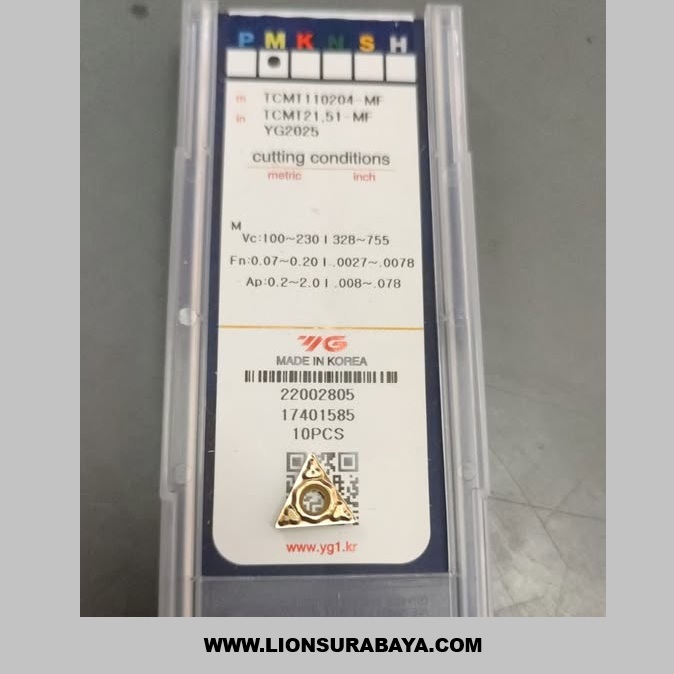 P M K N S H
m TCMT110204-MF
in TCMT21.51-MF
YG2025
cutting conditions
metric inch
M
Vc:100~230 I 328~755
Fn:0.07~0.20 I .0027~.0078
Ap:0.2~2.0 I .008~.078
YG
MADE IN KOREA
22002805
17401585
10PCS
www.yg1.kr
WWW.LIONSURABAYA.COM